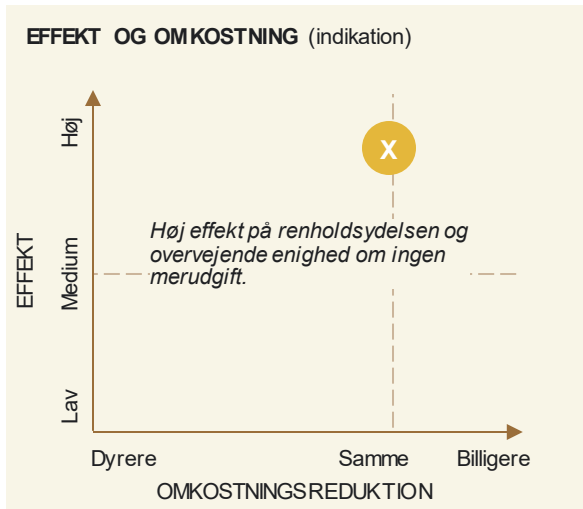 EFFEKT OG OMKOSTNING (indikation)
Høj
X
Høj effekt på renholdsydelsen og
overvejende enighed om ingen
merudgift.
EFFEKT
Medium
Lav
Dyrere Samme Billigere
OMKOSTNINGSREDUKTION